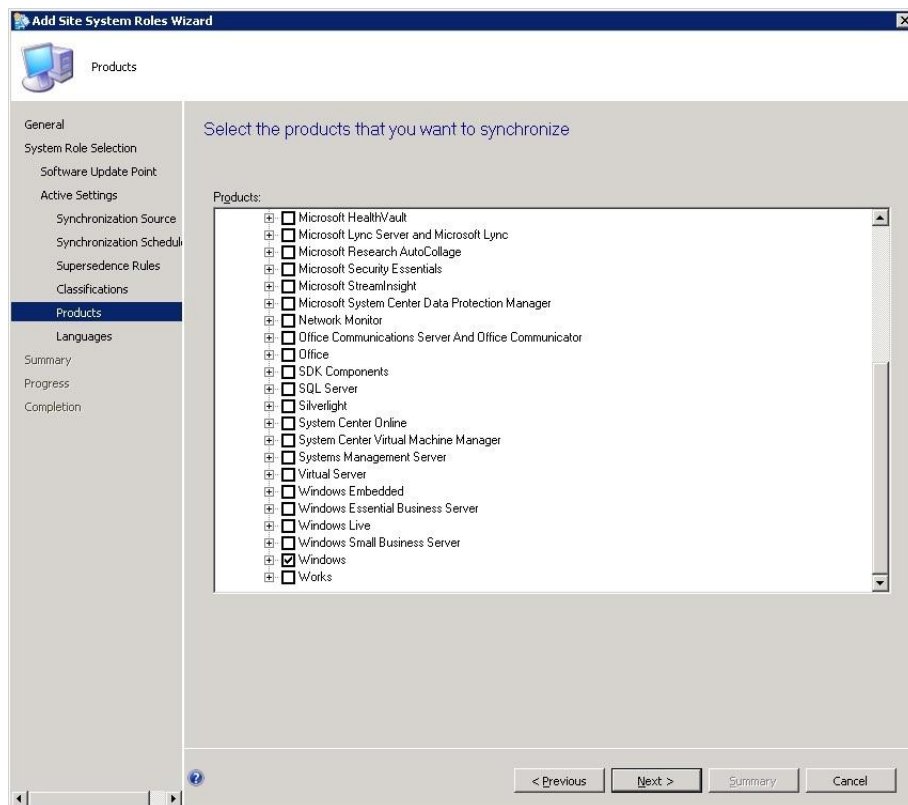 Add Site System Roles Wizard
Products
General
System Role Selection
Software Update Point
Active Settings
Synchronization Source
Synchronization Schedul
Supersedence Rules
Classifications
Products
Languages
Summary
Progress
Completion
Select the products that you want to synchronize
Products:
Microsoft HealthVault
Microsoft Lync Server and Microsoft Lync
Microsoft Research AutoCollage
Microsoft Security Essentials
Microsoft StreamInsight
Microsoft System Center Data Protection Manager
Network Monitor
Office Communications Server And Office Communicator
Office
SDK Components
SQL Server
Silverlight
System Center Online
System Center Virtual Machine Manager
Systems Management Server
Virtual Server
Windows Embedded
Windows Essential Business Server
Windows Live
Windows Small Business Server
Windows
Works
< Previous
Next >
Summary
Cancel